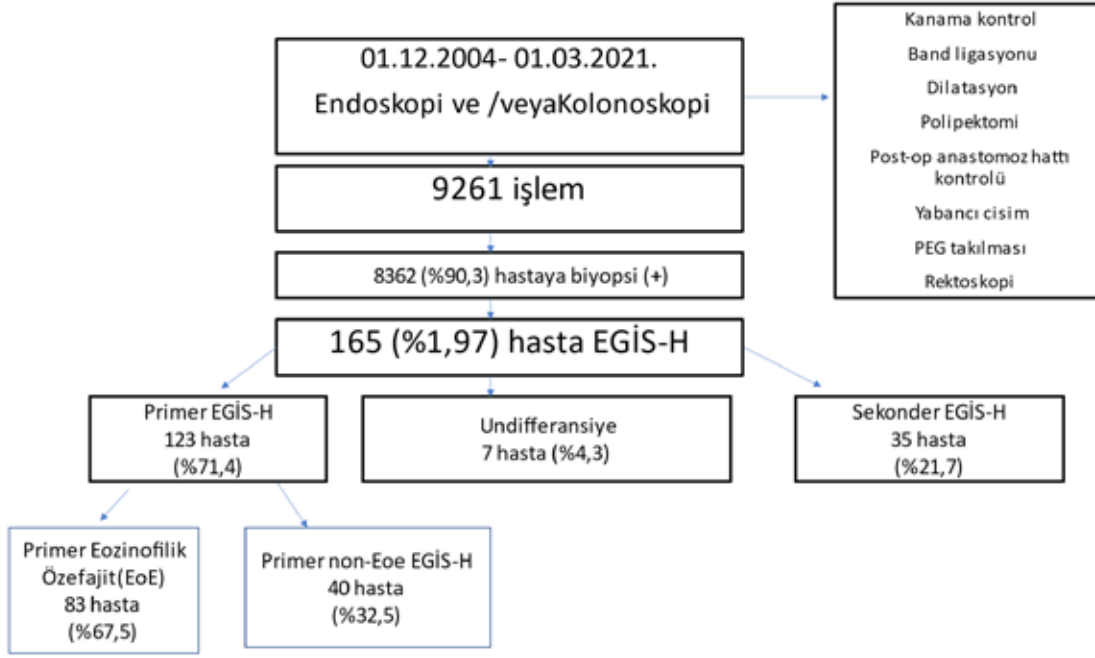 01.12.2004- 01.03.2021.
Endoskopi ve /veyaKolonoskopi
Kanama kontrol
Band ligasyonu
Dilatasyon
Polipektomi
Post-op anastomoz hattı
kontrolü
Yabancı cisim
PEG takılması
Rektoskopi
9261 işlem
8362 (%90,3) hastaya biyopsi (+)
165 (%1,97) hasta EGİS-H
Primer EGİS-H
123 hasta
(%71,4)
Undifferansiye
7 hasta (%4,3)
Sekonder EGİS-H
35 hasta
(%21,7)
Primer Eozinofilik
Özefajit(EoE)
83 hasta
(%67,5)
Primer non-Eoe EGİS-H
40 hasta
(%32,5)